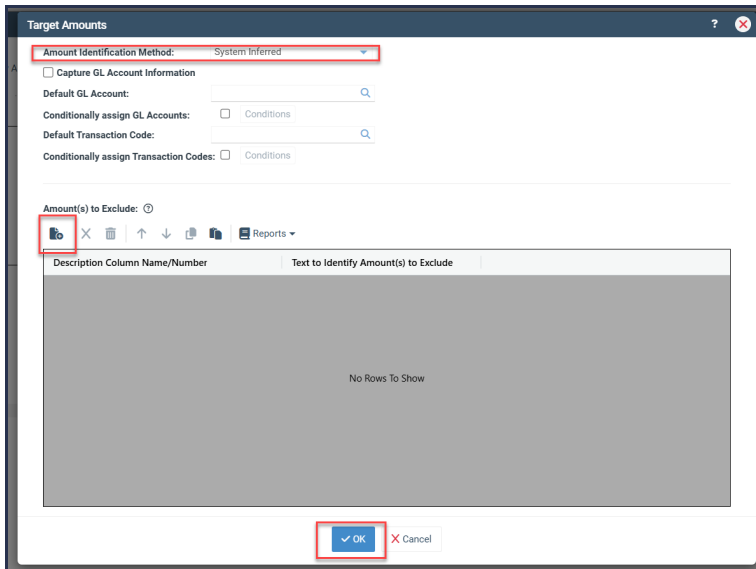 Target Amounts ?
Amount Identification Method: System Inferred
A
Capture GL Account Information
Default GL Account:
Conditionally assign GL Accounts: Conditions
Default Transaction Code:
Conditionally assign Transaction Codes: Conditions
Amount(s) to Exclude: ?
Reports
Description Column Name/Number Text to Identify Amount(s) to Exclude
No Rows To Show
OK Cancel